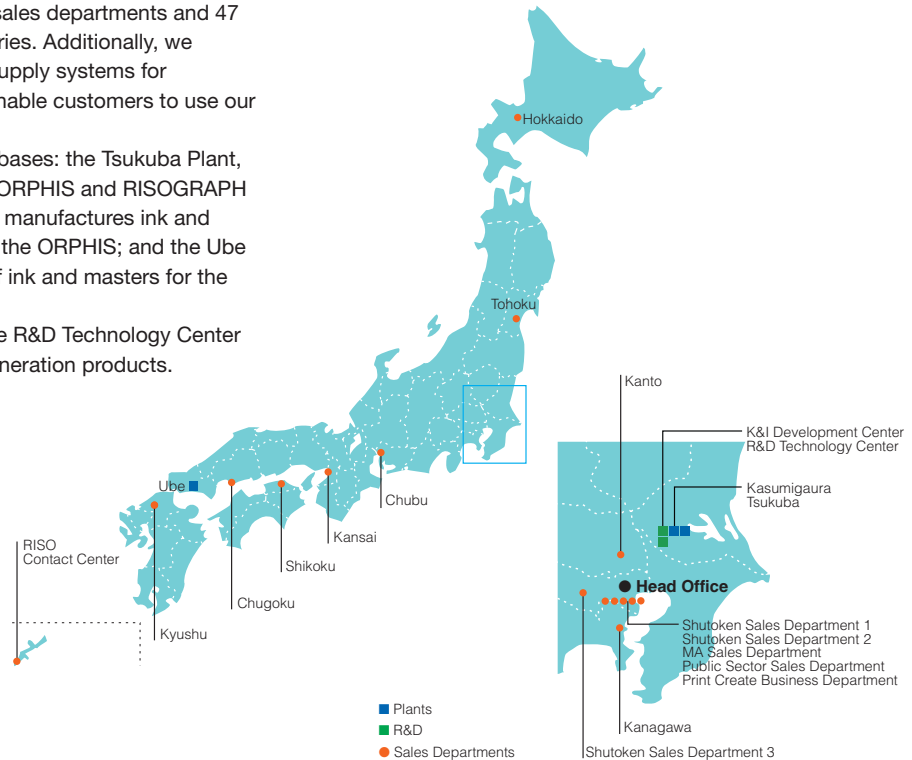 sales departments and 47
ries. Additionally, we
upply systems for
nable customers to use our
bases: the Tsukuba Plant,
ORPHIS and RISOGRAPH
manufactures ink and
the ORPHIS; and the Ube
f ink and masters for the
e R&D Technology Center
neration products.
Hokkaido
Tohoku
Ube
Chubu
Kansai
Shikoku
Chugoku
Kyushu
RISO
Contact Center
Kanto
K&I Development Center
R&D Technology Center
Kasumigaura
Tsukuba
Head Office
Shutoken Sales Department 1
Shutoken Sales Department 2
MA Sales Department
Public Sector Sales Department
Print Create Business Department
Kanagawa
Shutoken Sales Department 3
Plants
R&D
Sales Departments